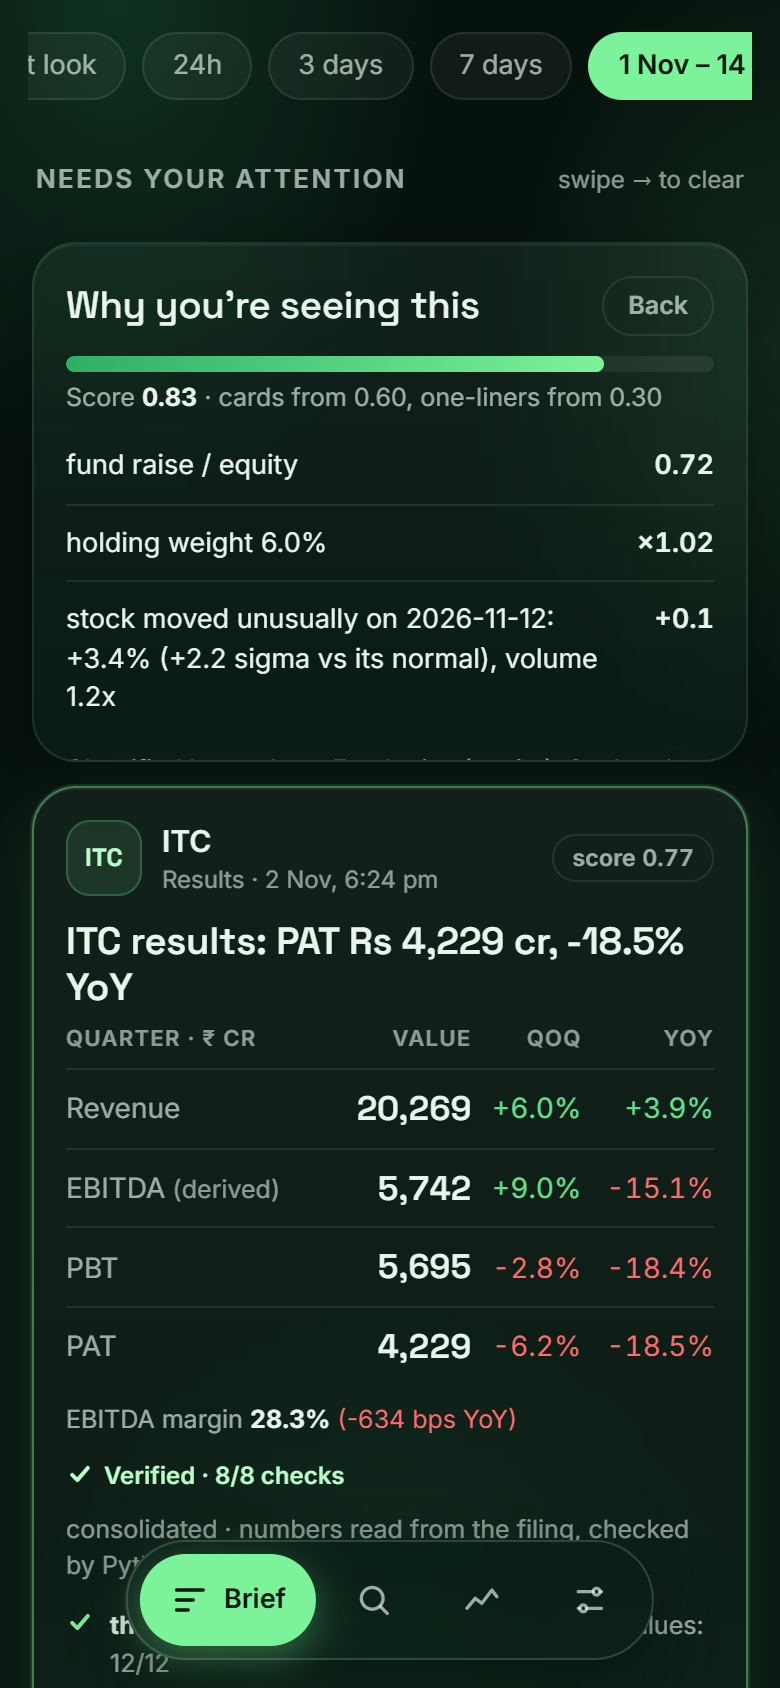 t look
24h
3 days
7 days
1 Nov – 14
NEEDS YOUR ATTENTION
swipe → to clear
Why you're seeing this
Back
Score 0.83 · cards from 0.60, one-liners from 0.30
fund raise / equity 0.72
holding weight 6.0% ×1.02
stock moved unusually on 2026-11-12: +0.1
+3.4% (+2.2 sigma vs its normal), volume
1.2x
ITC
ITC
Results · 2 Nov, 6:24 pm
score 0.77
ITC results: PAT Rs 4,229 cr, -18.5%
YoY
QUARTER · ₹ CR VALUE QOQ YOY
Revenue 20,269 +6.0% +3.9%
EBITDA (derived) 5,742 +9.0% -15.1%
PBT 5,695 -2.8% -18.4%
PAT 4,229 -6.2% -18.5%
EBITDA margin 28.3% (-634 bps YoY)
Verified · 8/8 checks
consolidated · numbers read from the filing, checked
by Pyt
th lues:
12/12
Brief